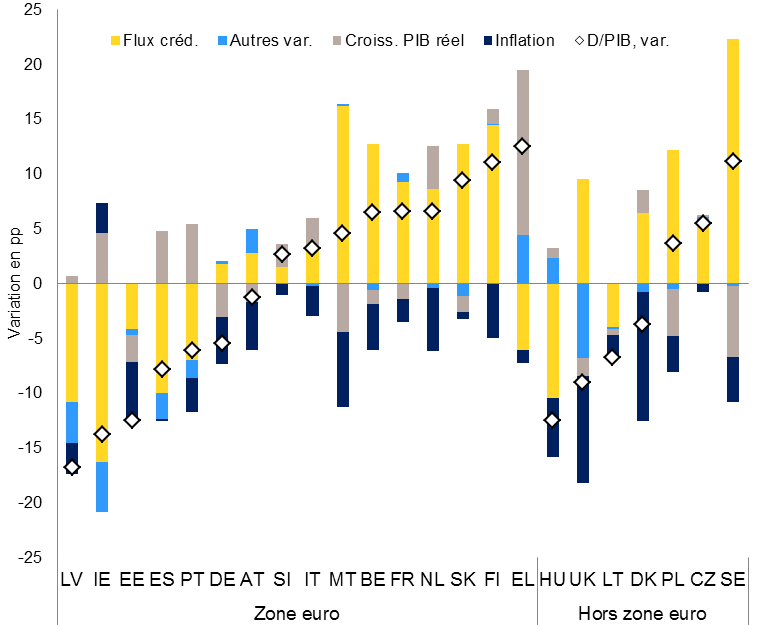 25
Flux créd. Autres var. Croiss. PIB réel Inflation D/PIB, var.
20
15
10
5
0
-5
-10
-15
-20
-25
Variation en pp
LV IE EE ES PT DE AT SI IT MT BE FR NL SK FI EL HU UK LT DK PL CZ SE
Zone euro Hors zone euro